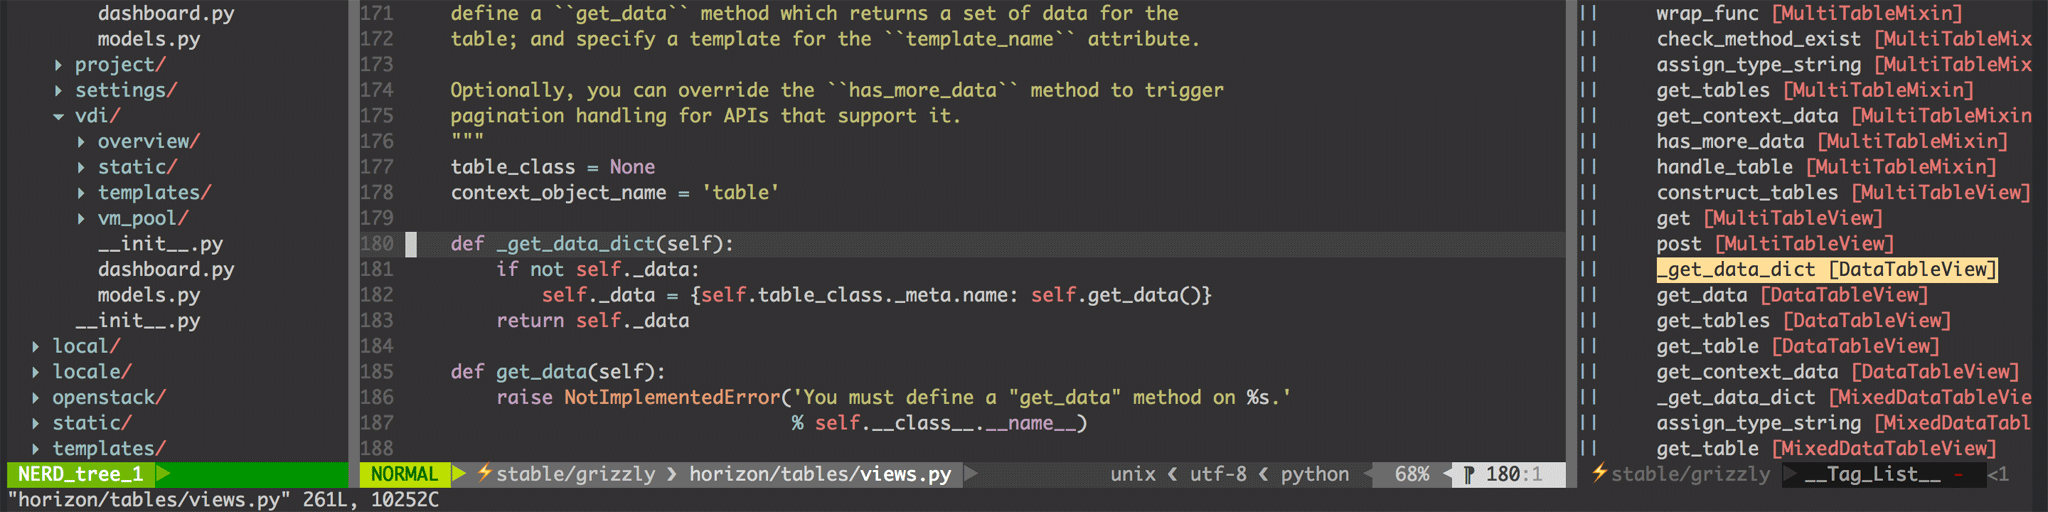 dashboard.py
models.py
▸ project/
▸ settings/
▾ vdi/
▸ overview/
▸ static/
▸ templates/
▸ vm_pool/
__init__.py
dashboard.py
models.py
__init__.py
▸ local/
▸ locale/
▸ openstack/
▸ static/
▸ templates/
NERD_tree_1
171     define a ``get_data`` method which returns a set of data for the
172     table; and specify a template for the ``template_name`` attribute.
173
174     Optionally, you can override the ``has_more_data`` method to trigger
175     pagination handling for APIs that support it.
176     """
177     table_class = None
178     context_object_name = 'table'
179
180     def _get_data_dict(self):
181         if not self._data:
182             self._data = {self.table_class._meta.name: self.get_data()}
183         return self._data
184
185     def get_data(self):
186         raise NotImplementedError('You must define a "get_data" method on %s.'
187                                   % self.__class__.__name__)
188
NORMAL ⚡stable/grizzly ❯ horizon/tables/views.py unix ❮ utf-8 ❮ python 68% ¶ 180:1
|| wrap_func [MultiTableMixin]
|| check_method_exist [MultiTableMix
|| assign_type_string [MultiTableMix
|| get_tables [MultiTableMixin]
|| get_context_data [MultiTableMixin
|| has_more_data [MultiTableMixin]
|| handle_table [MultiTableMixin]
|| construct_tables [MultiTableView]
|| get [MultiTableView]
|| post [MultiTableView]
|| _get_data_dict [DataTableView]
|| get_data [DataTableView]
|| get_tables [DataTableView]
|| get_table [DataTableView]
|| get_context_data [DataTableView]
|| _get_data_dict [MixedDataTableVie
|| assign_type_string [MixedDataTabl
|| get_table [MixedDataTableView]
⚡stable/grizzly __Tag_List__ - <1
"horizon/tables/views.py" 261L, 10252C